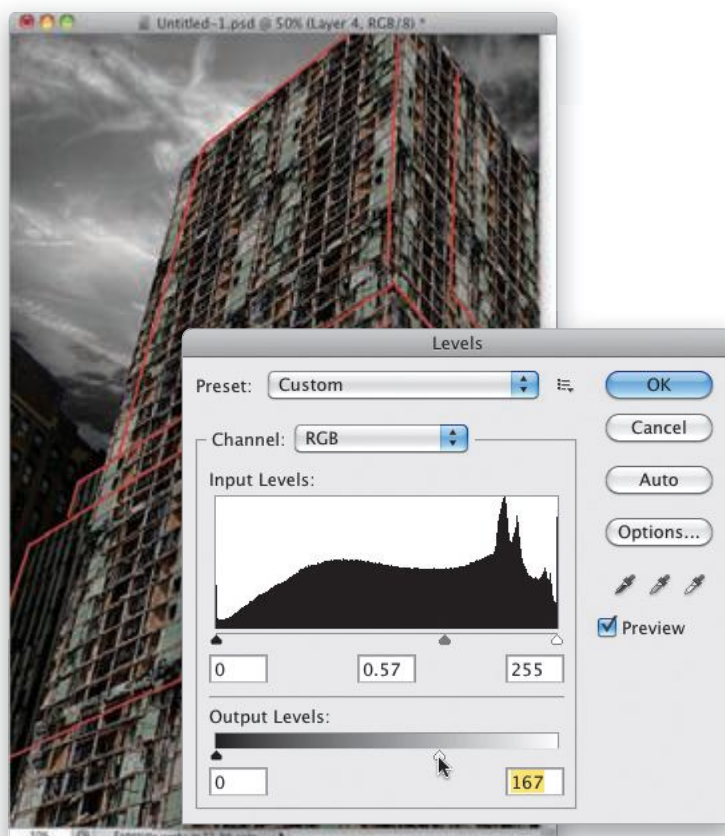 Untitled-1.psd @ 50% (Layer 4, RGB/8) *
Levels
Preset: Custom
OK
Cancel
Channel: RGB
Auto
Input Levels:
Options...
Preview
0 0.57 255
Output Levels:
0 167
50%